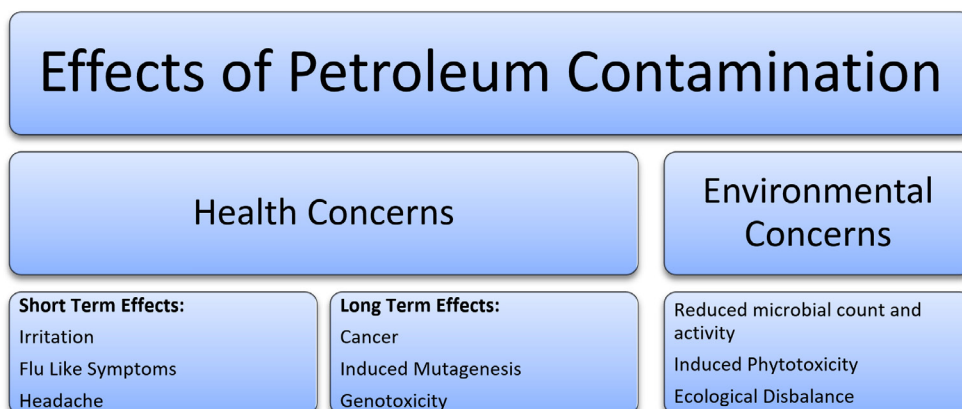 Effects of Petroleum Contamination
Health Concerns
Environmental
Concerns
Short Term Effects:
Irritation
Flu Like Symptoms
Headache
Long Term Effects:
Cancer
Induced Mutagenesis
Genotoxicity
Reduced microbial count and
activity
Induced Phytotoxicity
Ecological Disbalance